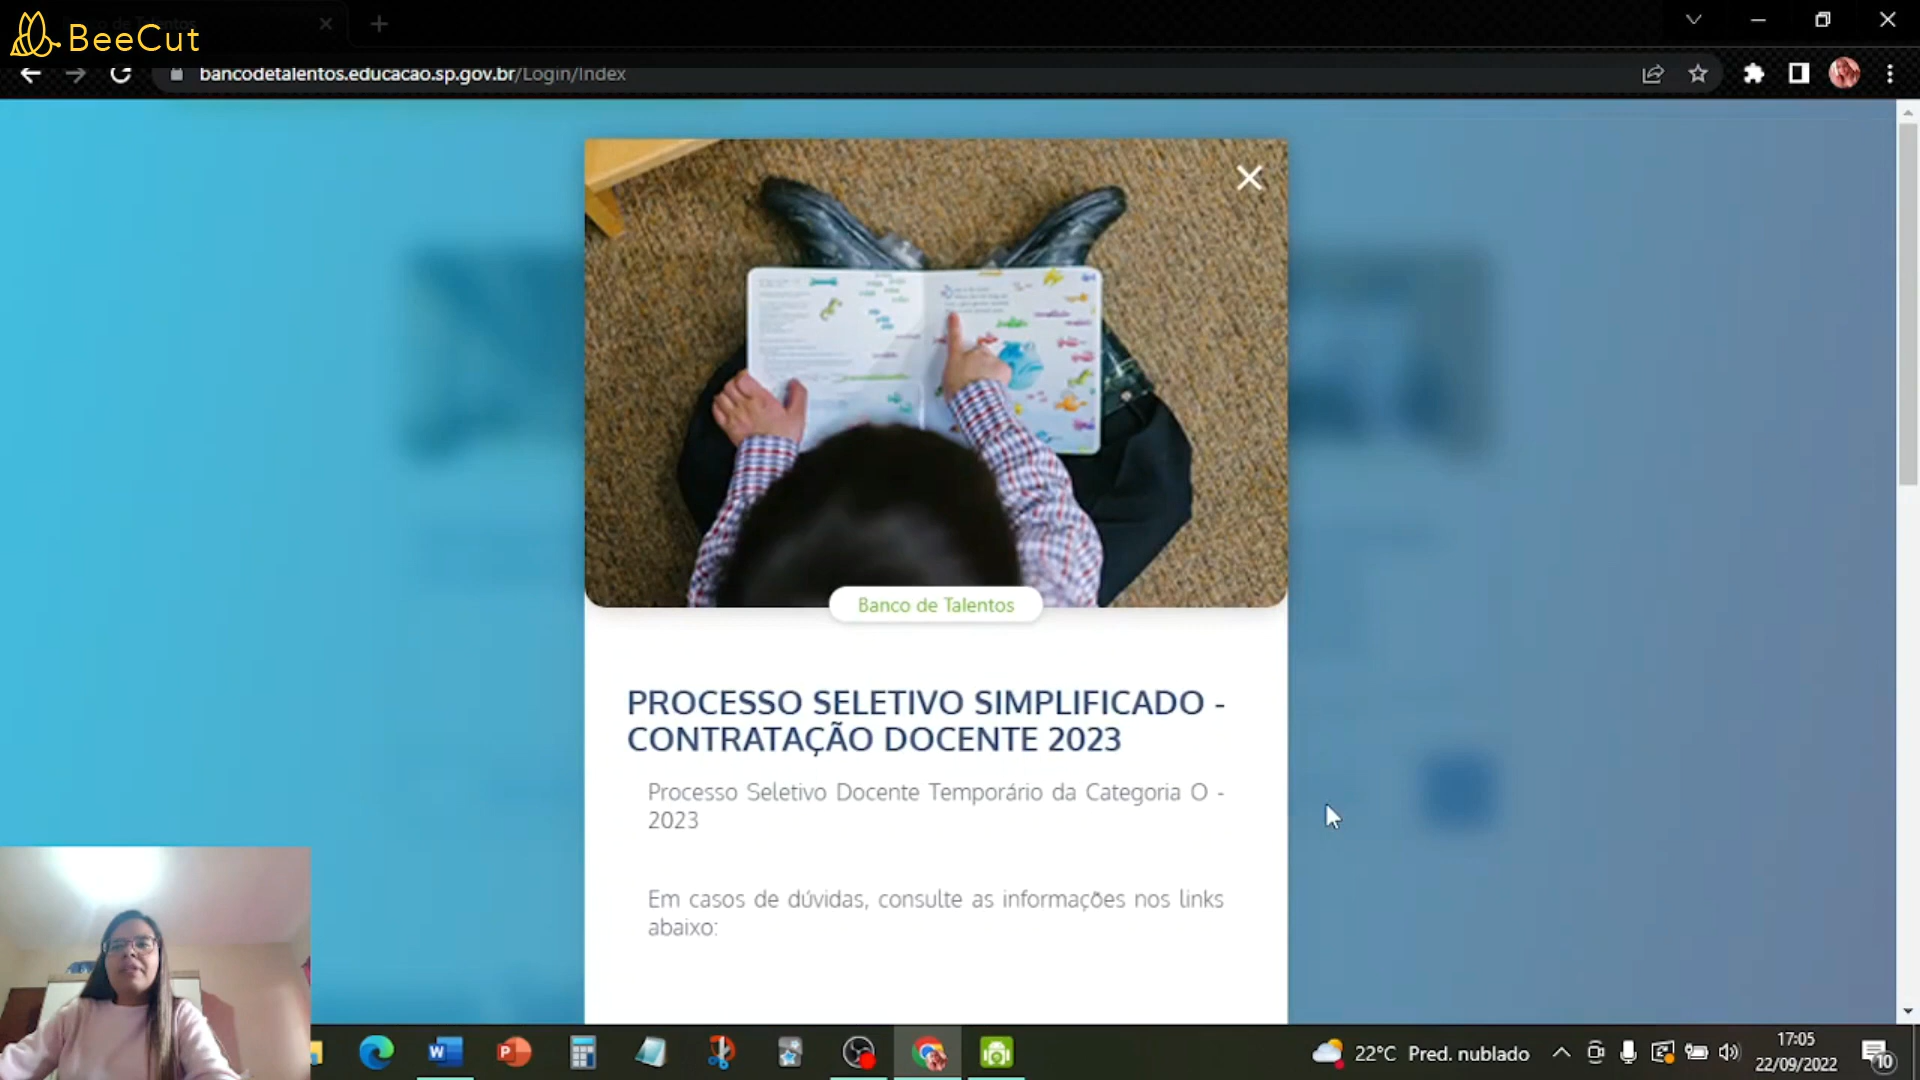 BeeCut
bancodetalentos.educacao.sp.gov.br/Login/Index
Banco de Talentos
PROCESSO SELETIVO SIMPLIFICADO -
CONTRATAÇÃO DOCENTE 2023
Processo Seletivo Docente Temporário da Categoria O -
2023
Em casos de dúvidas, consulte as informações nos links
abaixo:
22°C Pred. nublado
17:05
22/09/2022
10